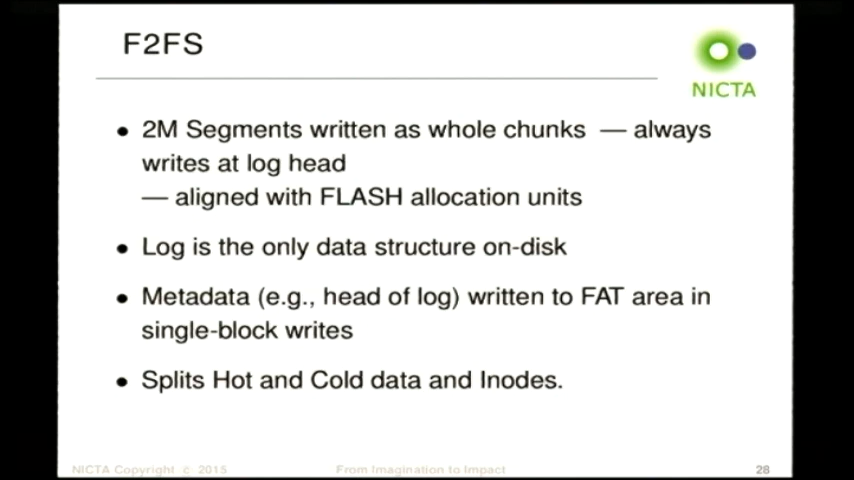 F2FS
NICTA
• 2M Segments written as whole chunks — always
writes at log head
— aligned with FLASH allocation units
• Log is the only data structure on-disk
• Metadata (e.g., head of log) written to FAT area in
single-block writes
• Splits Hot and Cold data and Inodes.
NICTA Copyright c 2015
From Imagination to Impact
28